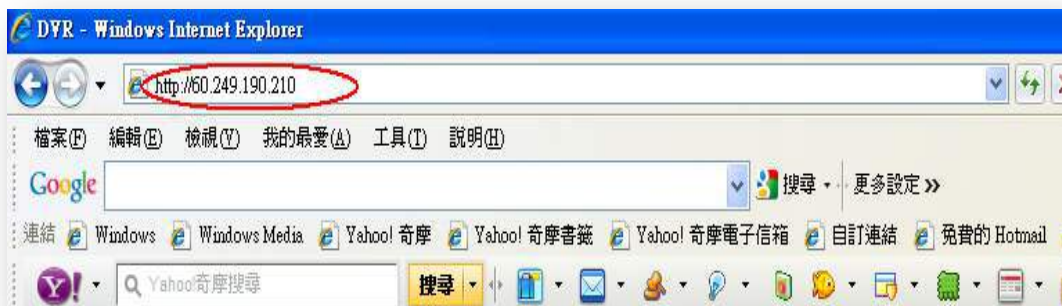 DVR - Windows Internet Explorer
http://60.249.190.210
檔案(F) 編輯(E) 檢視(V) 我的最愛(A) 工具(T) 說明(H)
Google 搜尋 更多設定 »
連結 Windows Windows Media Yahoo! 奇摩 Yahoo! 奇摩書籤 Yahoo! 奇摩電子信箱 自訂連結 免費的 Hotmail
Y! Yahoo!奇摩搜尋 搜尋